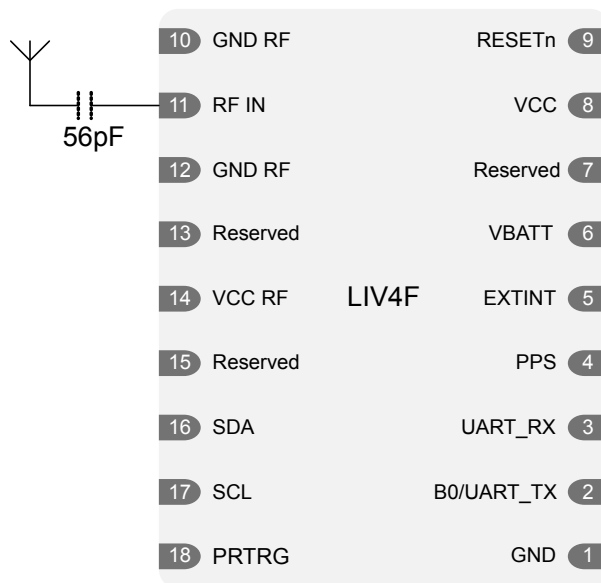 10 GND RF RESETn 9
11 RF IN VCC 8
56pF
12 GND RF Reserved 7
13 Reserved VBATT 6
14 VCC RF LIV4F EXTINT 5
15 Reserved PPS 4
16 SDA UART_RX 3
17 SCL B0/UART_TX 2
18 PRTRG GND 1